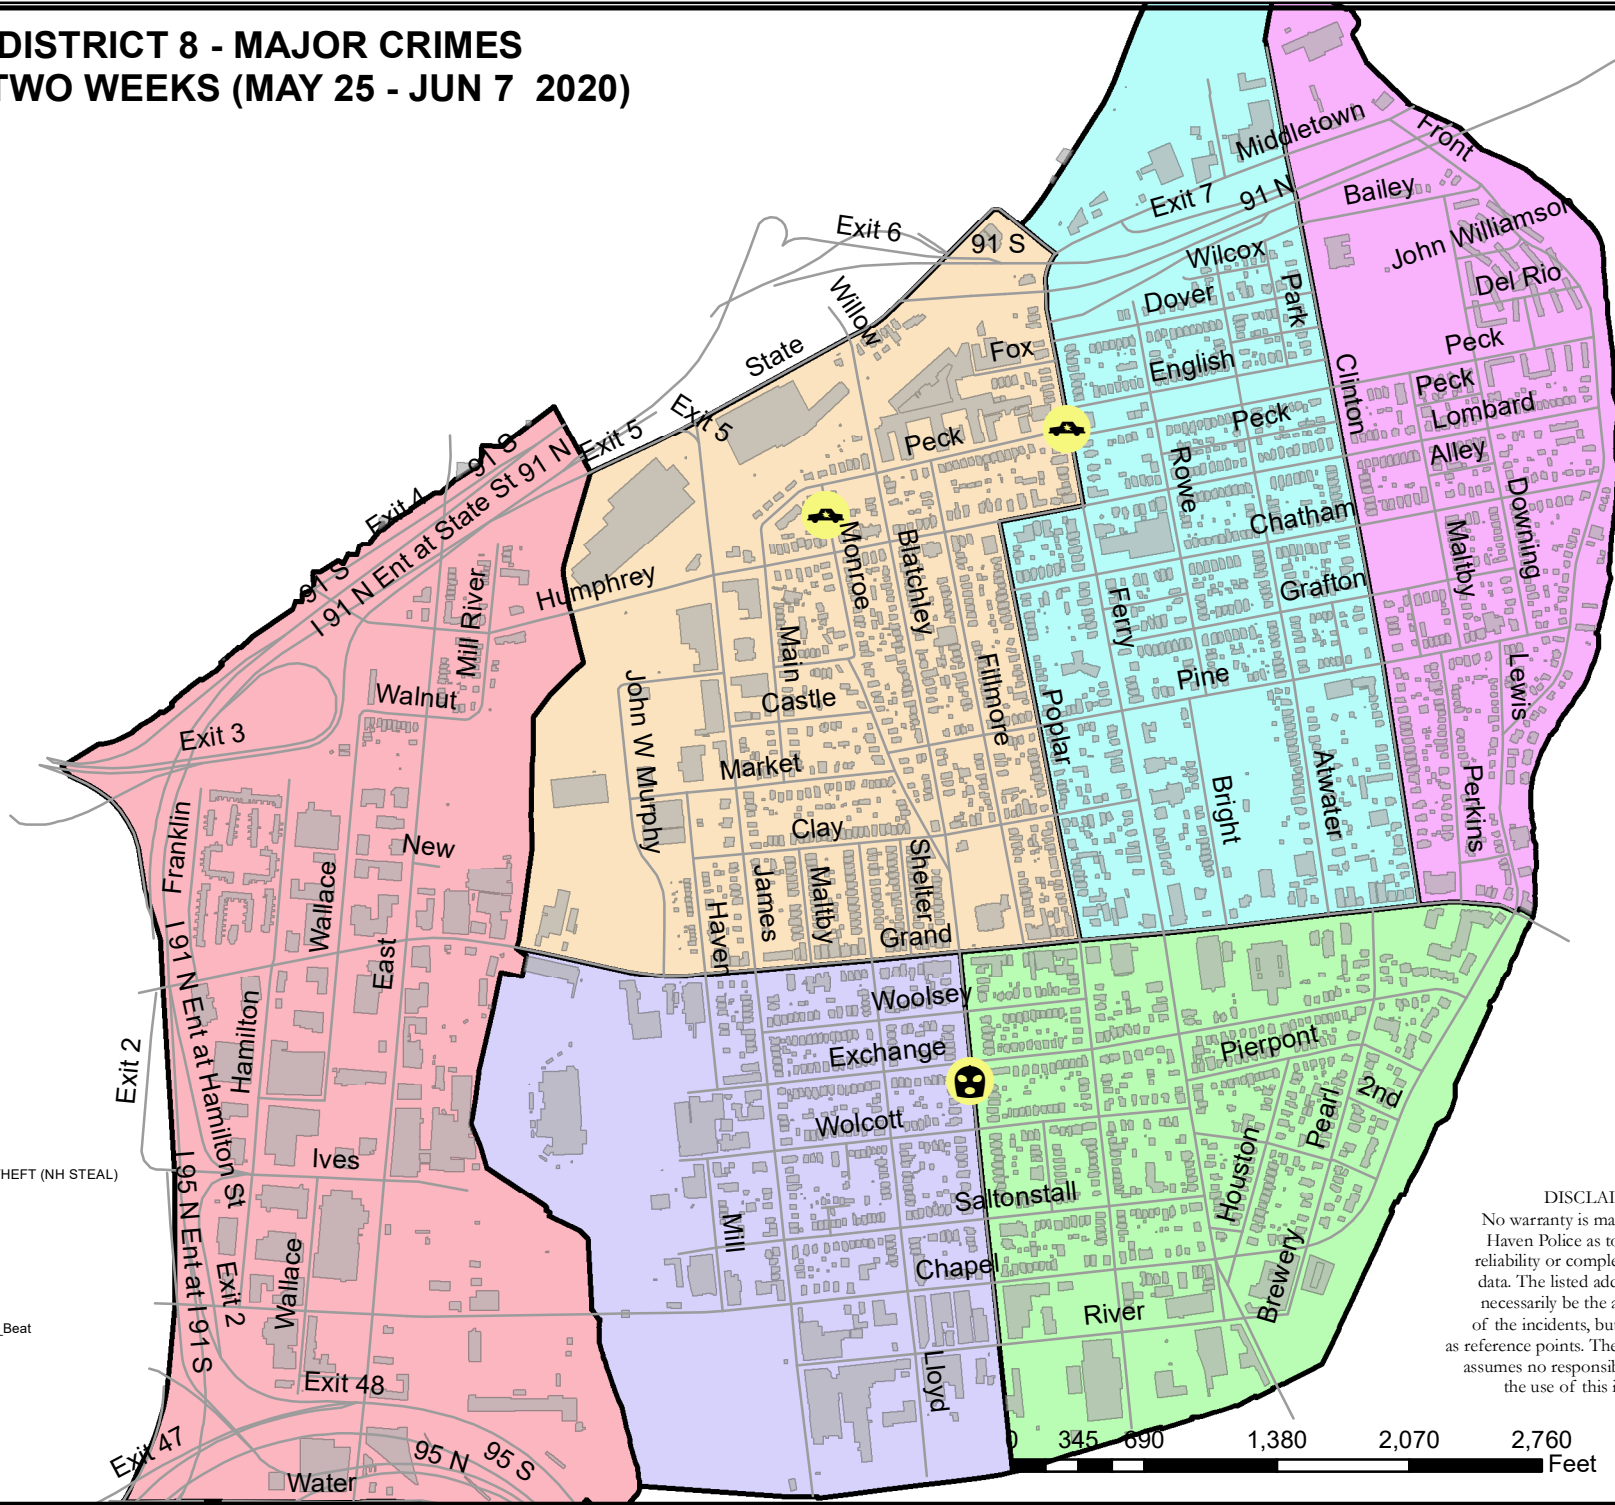 DISTRICT 8 - MAJOR CRIMES
TWO WEEKS (MAY 25 - JUN 7 2020)
Middletown
Front
Exit 7
91 N
Bailey
Exit 6
91 S
John Williamson
Wilcox
Del Rio
Willow
Dover
Park
Fox
State
English
Peck
Clinton
Peck
Exit 5
Exit 5
Peck
Peck
Lombard
Alley
91 S
91 N
Exit 4
I 91 N Ent at State St
91 S
Rowe
Chatham
Downing
Monroe
Blatchley
Maltby
Humphrey
Mill River
Ferry
Grafton
Main
Fillmore
Pine
Lewis
Walnut
Castle
John W Murphy
Poplar
Exit 3
Market
Atwater
Bright
Perkins
Franklin
New
Clay
Shelter
Wallace
James
Maltby
Haven
Grand
East
I 91 N Ent at Hamilton St
Hamilton
Woolsey
Exchange
Pierpont
Exit 2
2nd
Pearl
Wolcott
Houston
Ives
HEFT (NH STEAL)
I 95 N Ent at I 91 S
Saltonstall
Mill
Chapel
Exit 2
Wallace
Brewery
River
_Beat
Lloyd
Exit 48
Exit 47
95 N
95 S
Water
DISCLAI
No warranty is ma
Haven Police as to
reliability or comple
data. The listed add
necessarily be the a
of the incidents, bu
as reference points. The
assumes no responsib
the use of this i
0 345 690 1,380 2,070 2,760
Feet